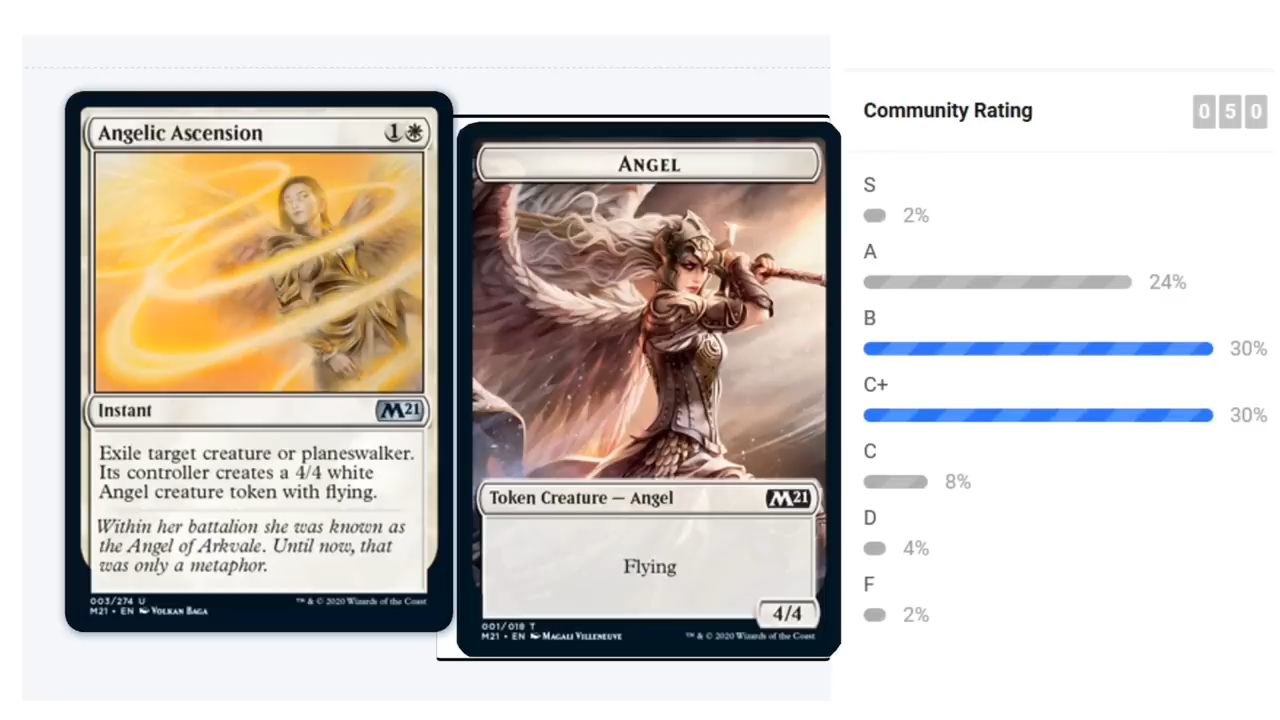 Angelic Ascension 1
Instant M21
Exile target creature or planeswalker.
Its controller creates a 4/4 white
Angel creature token with flying.
Within her battalion she was known as
the Angel of Arkvale. Until now, that
was only a metaphor.
003/274 U
M21 • EN Volkan Baga ™ & © 2020 Wizards of the Coast
Angel
Token Creature — Angel M21
Flying
4/4
001/018 T
M21 • EN Magali Villeneuve ™ & © 2020 Wizards of the Coast
Community Rating 0 5 0
S
2%
A
24%
B
30%
C+
30%
C
8%
D
4%
F
2%